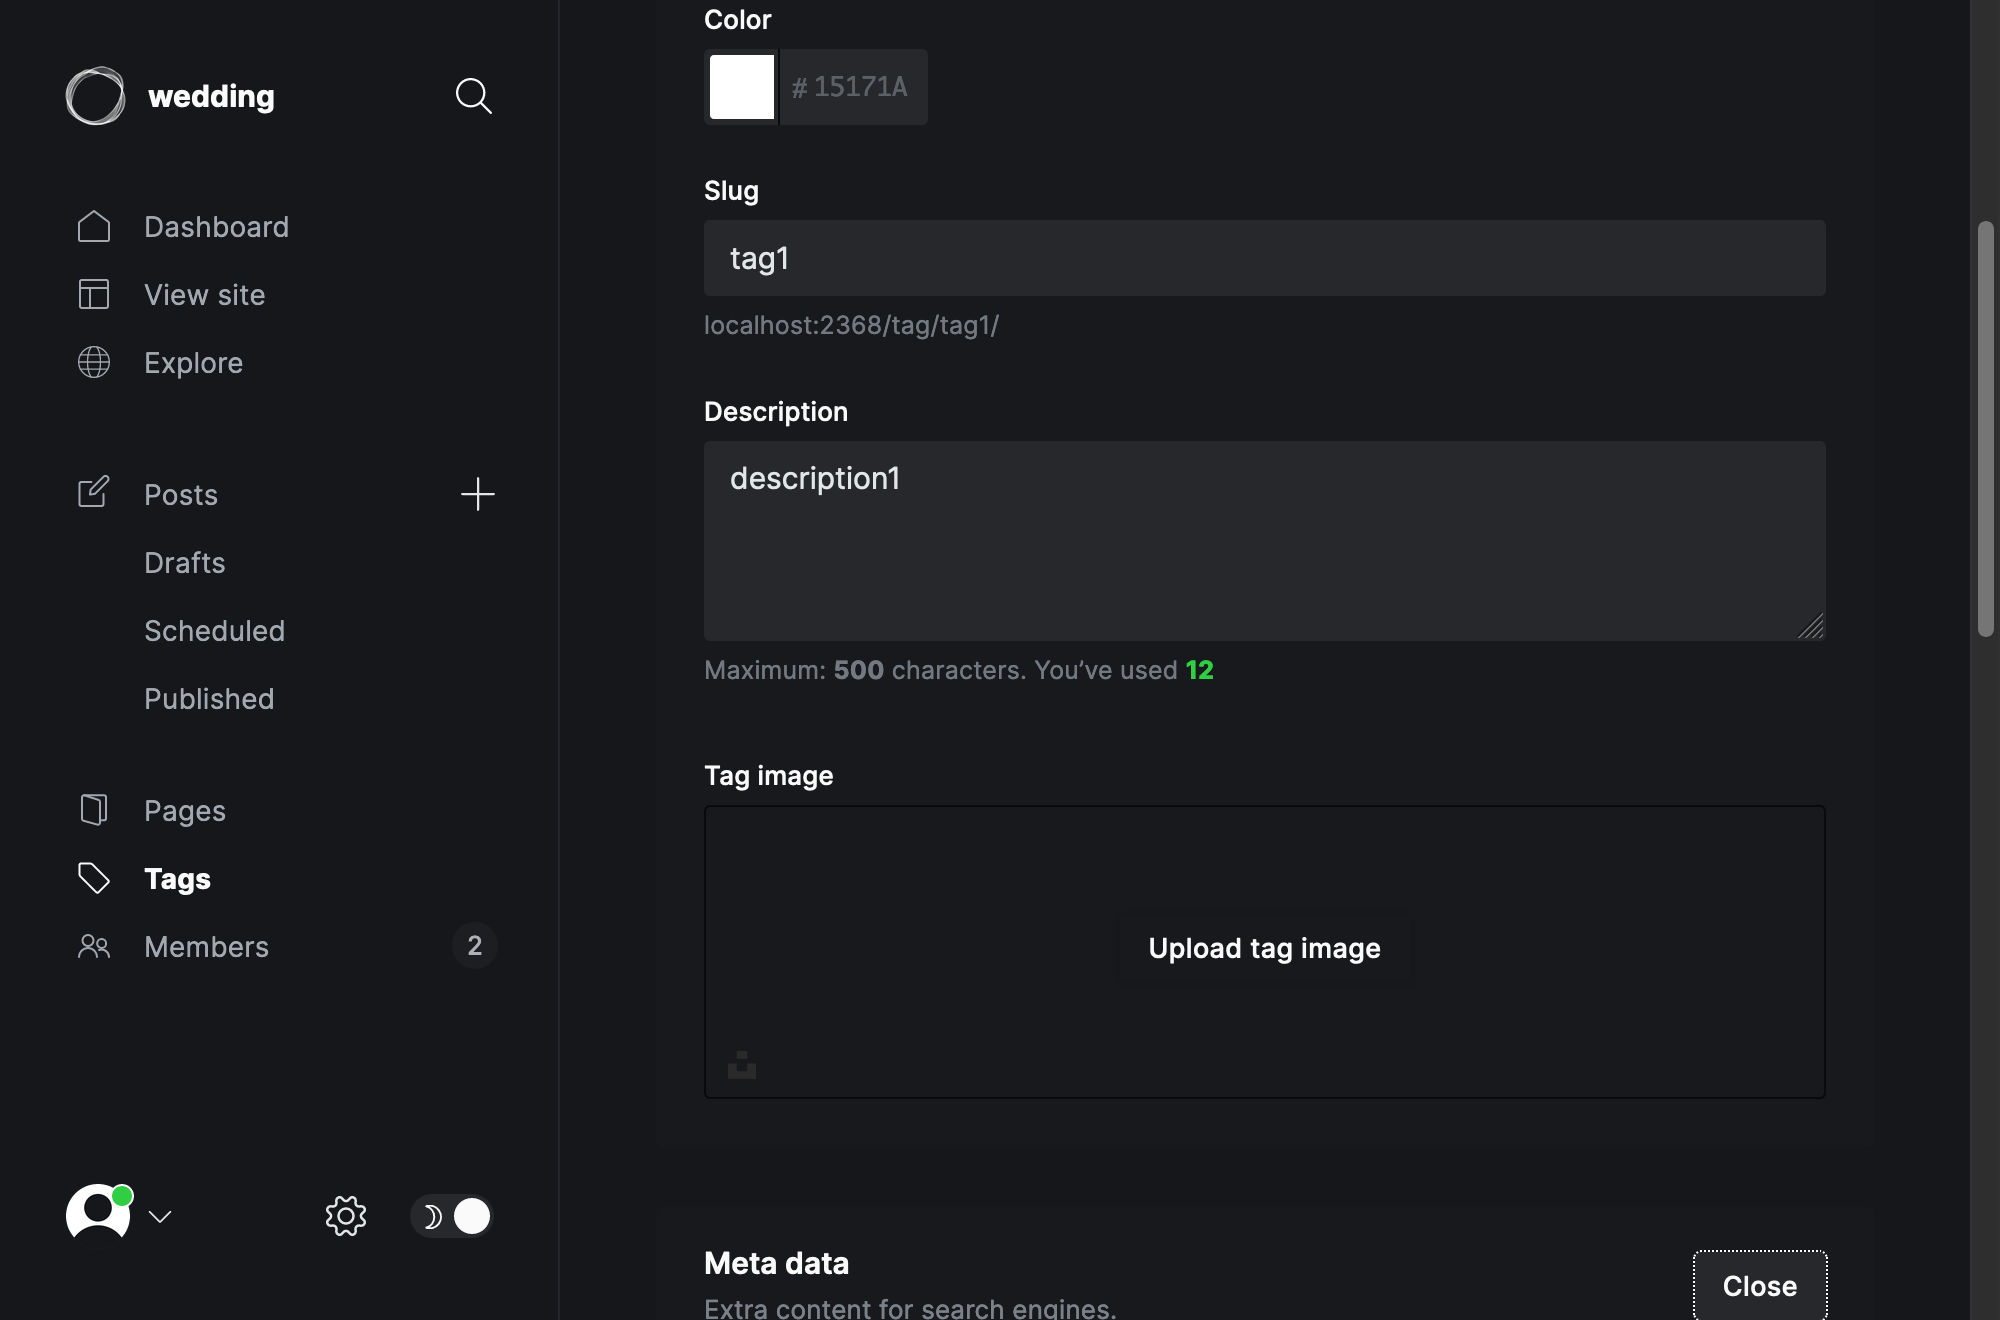 wedding
Dashboard
View site
Explore
Posts
Drafts
Scheduled
Published
Pages
Tags
Members 2
Color
# 15171A
Slug
tag1
localhost:2368/tag/tag1/
Description
description1
Maximum: 500 characters. You’ve used 12
Tag image
Upload tag image
Meta data
Extra content for search engines.
Close